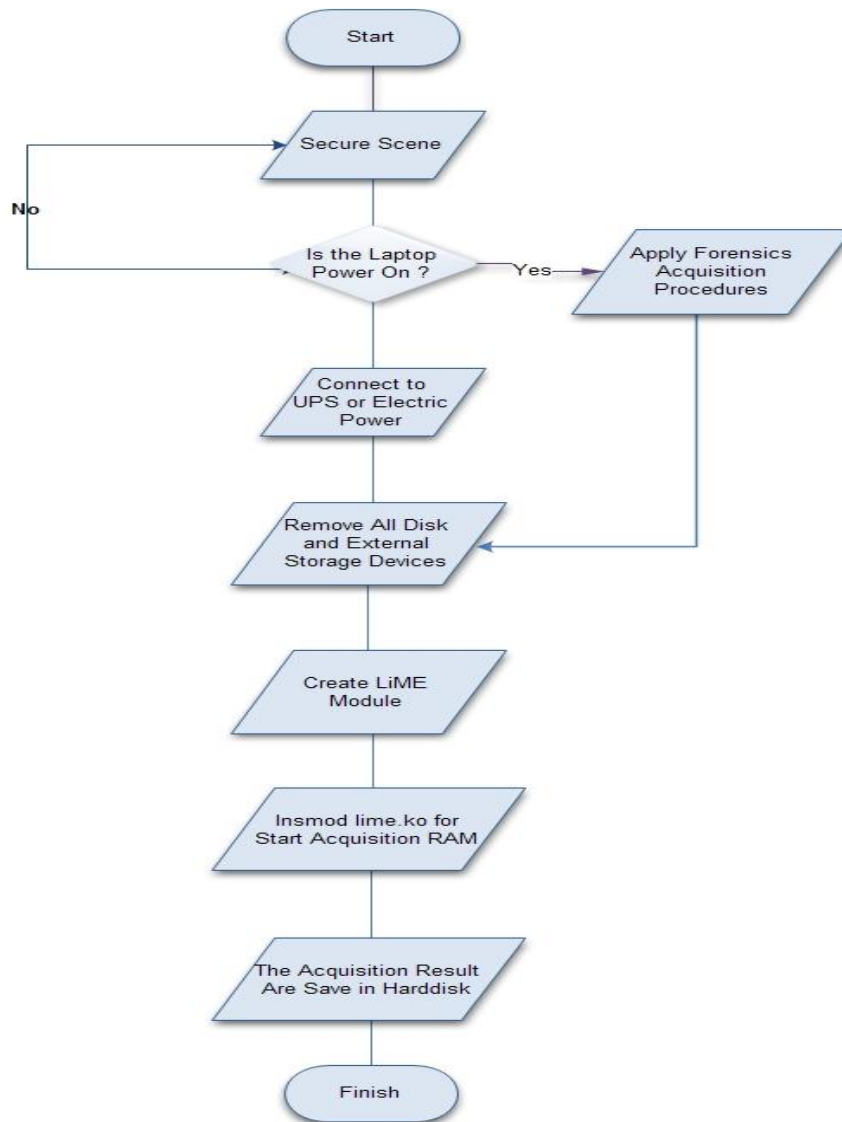 Start
Secure Scene
No
Is the Laptop
Power On ?
Yes
Apply Forensics
Acquisition
Procedures
Connect to
UPS or Electric
Power
Remove All Disk
and External
Storage Devices
Create LiME
Module
Insmod lime.ko for
Start Acquisition RAM
The Acquisition Result
Are Save in Harddisk
Finish